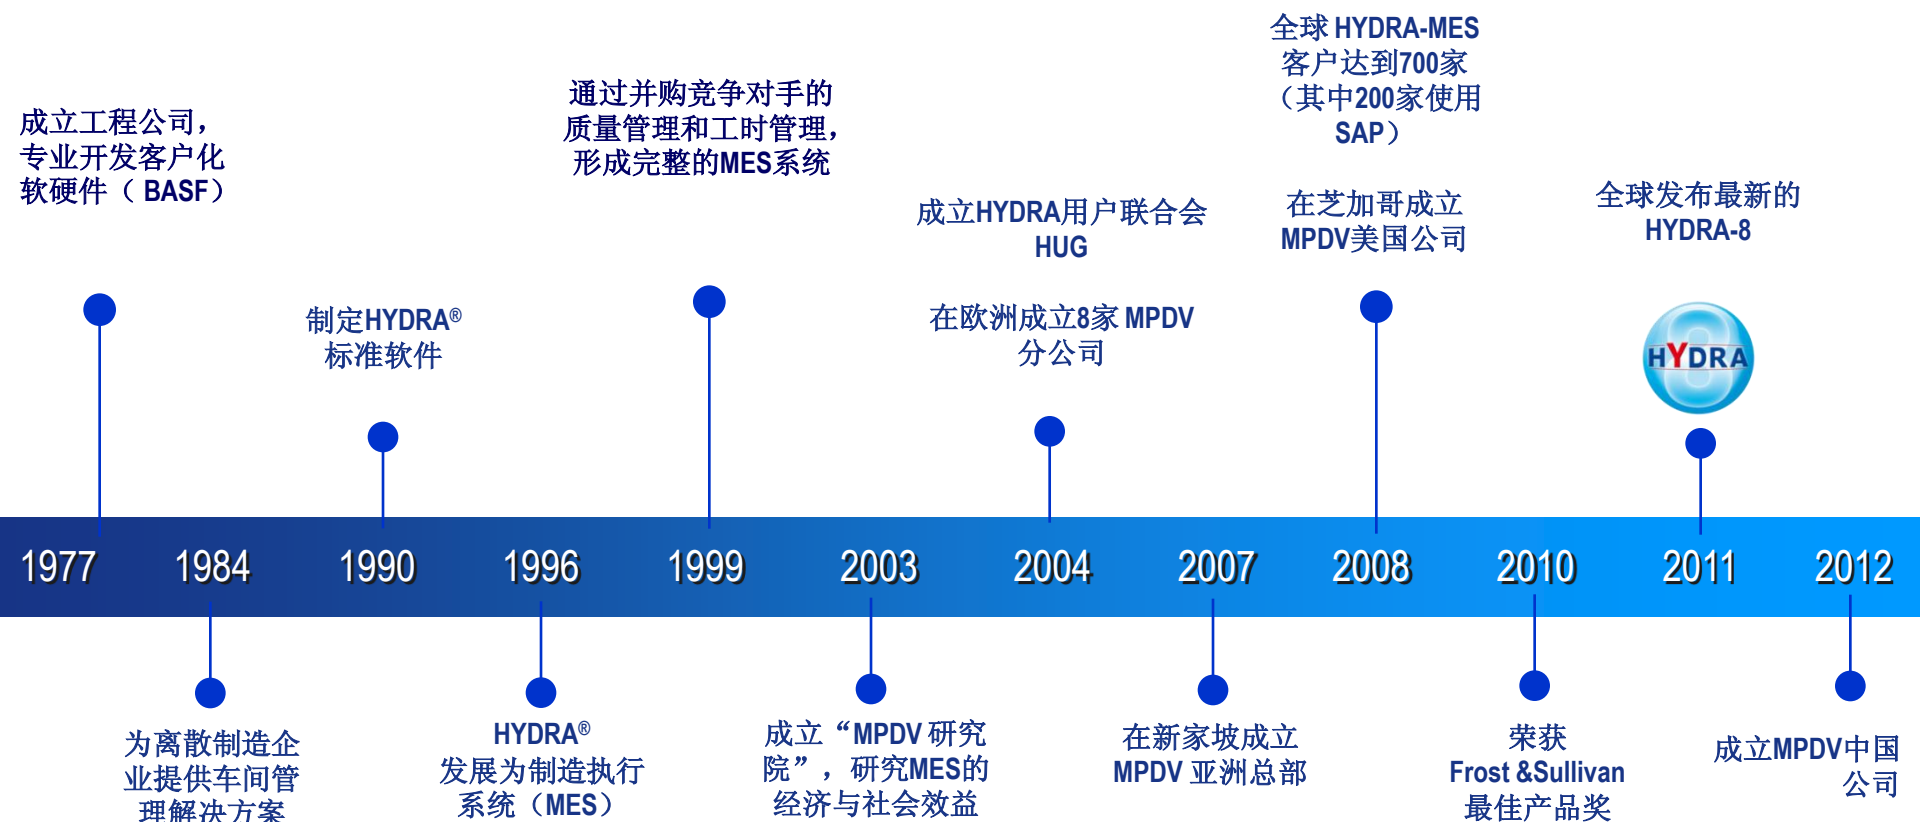 成立工程公司，
专业开发客户化
软硬件（ BASF）
制定HYDRA®
标准软件
通过并购竞争对手的
质量管理和工时管理，
形成完整的MES系统
成立HYDRA用户联合会
HUG
在欧洲成立8家 MPDV
分公司
全球 HYDRA-MES
客户达到700家
（其中200家使用
SAP）
在芝加哥成立
MPDV美国公司
全球发布最新的
HYDRA-8
HYDRA
1977 1984 1990 1996 1999 2003 2004 2007 2008 2010 2011 2012
为离散制造企
业提供车间管
理解决方案
HYDRA®
发展为制造执行
系统（MES）
成立“MPDV 研究
院”，研究MES的
经济与社会效益
在新家坡成立
MPDV 亚洲总部
荣获
Frost &Sullivan
最佳产品奖
成立MPDV中国
公司